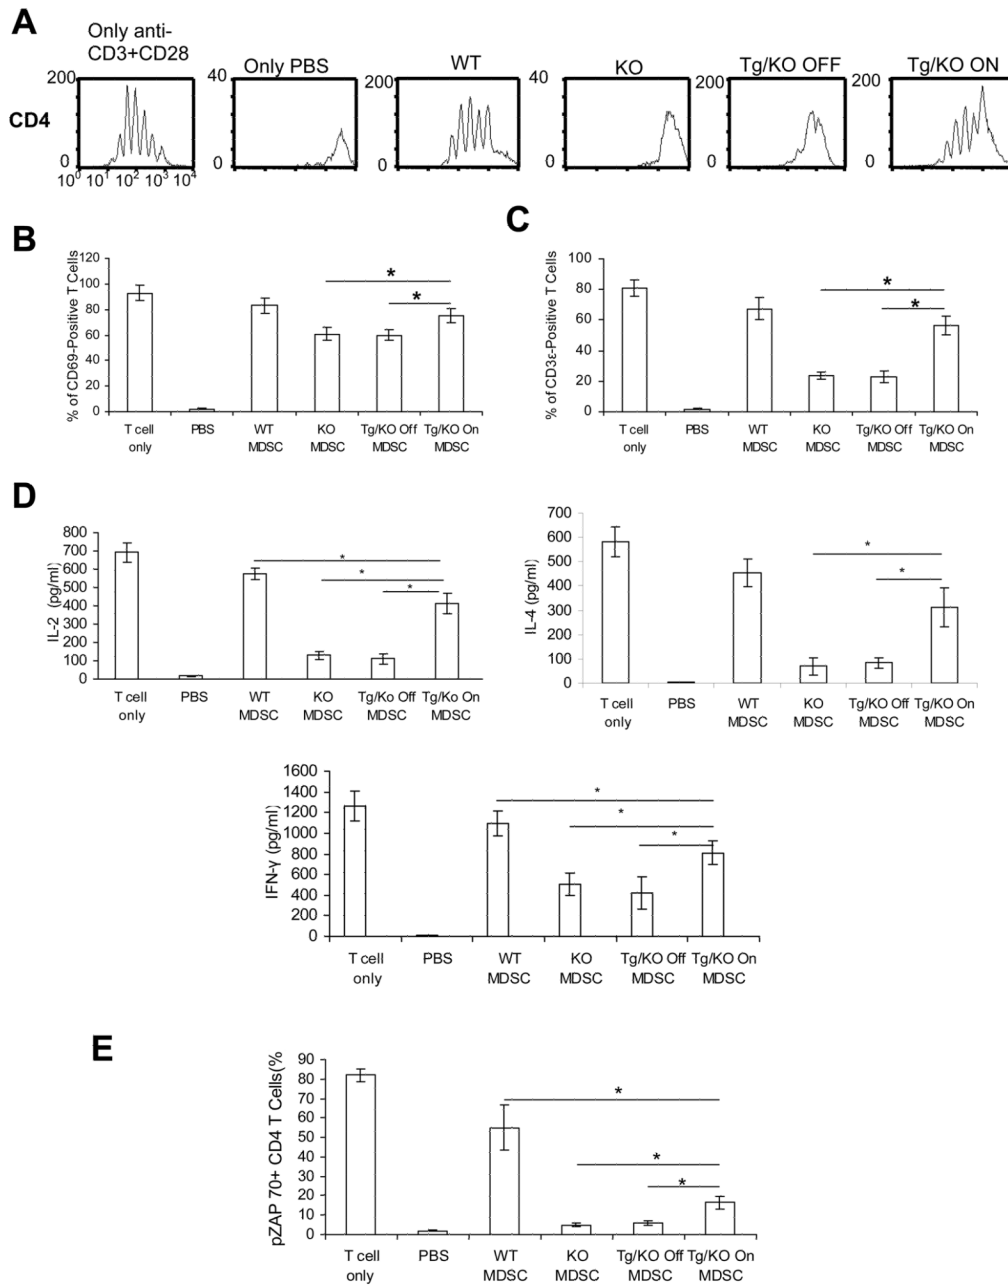 A
Only anti-
CD3+CD28
Only PBS
WT
KO
Tg/KO OFF
Tg/KO ON
200
40
200
40
200
200
CD4
0
0
0
0
0
0
10⁰ 10¹ 10² 10³ 10⁴
B
% of CD69-Positive T Cells
120
100
80
60
40
20
0
*
*
T cell only
PBS
WT MDSC
KO MDSC
Tg/KO Off MDSC
Tg/KO On MDSC
C
% of CD3ε-Positive T Cells
100
80
60
40
20
0
*
*
T cell only
PBS
WT MDSC
KO MDSC
Tg/KO Off MDSC
Tg/KO On MDSC
D
IL-2 (pg/ml)
800
700
600
500
400
300
200
100
0
*
*
*
T cell only
PBS
WT MDSC
KO MDSC
Tg/Ko Off MDSC
Tg/Ko On MDSC
IL-4 (pg/ml)
700
600
500
400
300
200
100
0
*
*
T cell only
PBS
WT MDSC
KO MDSC
Tg/KO Off MDSC
Tg/KO On MDSC
IFN-γ (pg/ml)
1600
1400
1200
1000
800
600
400
200
0
*
*
*
T cell only
PBS
WT MDSC
KO MDSC
Tg/KO Off MDSC
Tg/KO On MDSC
E
pZAP 70+ CD4 T Cells(%
90
80
70
60
50
40
30
20
10
0
*
*
*
T cell only
PBS
WT MDSC
KO MDSC
Tg/KO Off MDSC
Tg/KO On MDSC